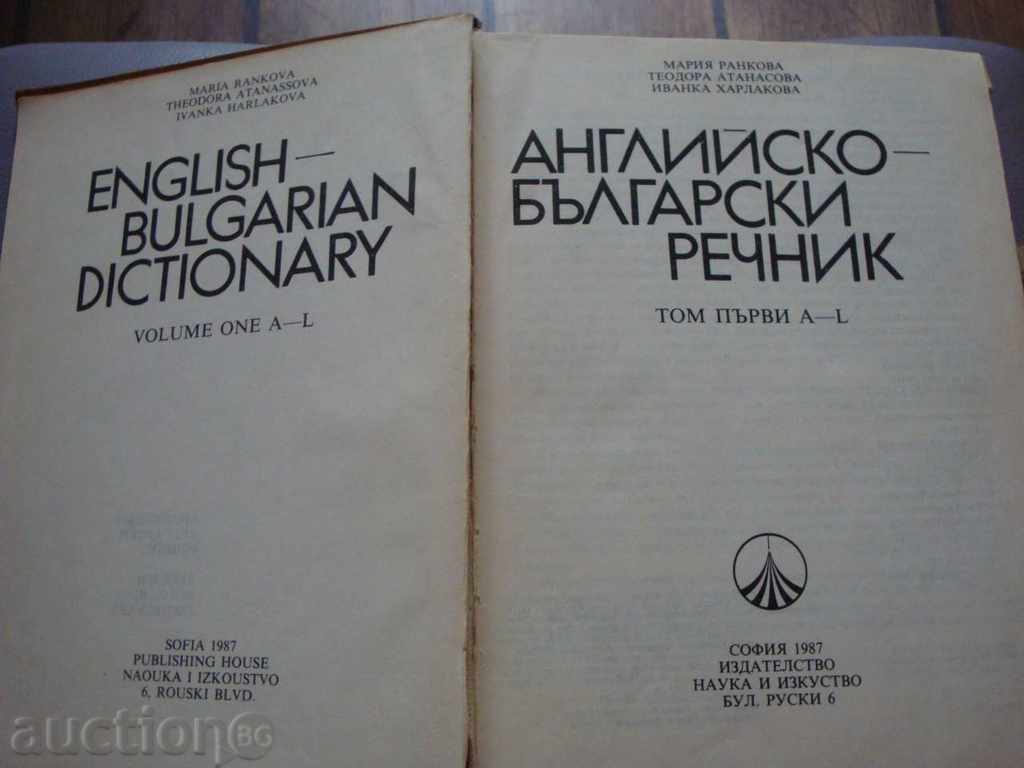 MARIA RANKOVA
THEODORA ATANASSOVA
IVANKA HARLAKOVA
ENGLISH—
BULGARIAN
DICTIONARY
VOLUME ONE A—L
SOFIA 1987
PUBLISHING HOUSE
NAOUKA I IZKOUSTVO
6, ROUSKI BLVD.
МАРИЯ РАНКОВА
ТЕОДОРА АТАНАСОВА
ИВАНКА ХАРЛАКОВА
АНГЛИЙСКО—
БЪЛГАРСКИ
РЕЧНИК
ТОМ ПЪРВИ A—L
СОФИЯ 1987
ИЗДАТЕЛСТВО
НАУКА И ИЗКУСТВО
БУЛ. РУСКИ 6
auction BG